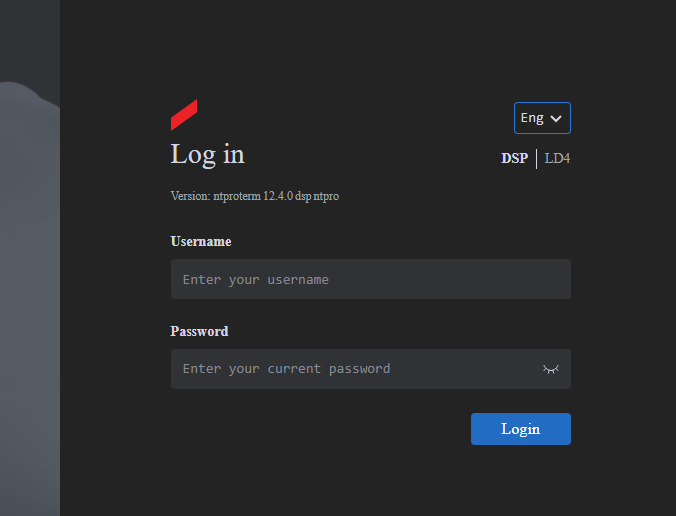 Eng
Log in
DSP | LD4
Version: ntproterm 12.4.0 dsp ntpro
Username
Enter your username
Password
Enter your current password
Login